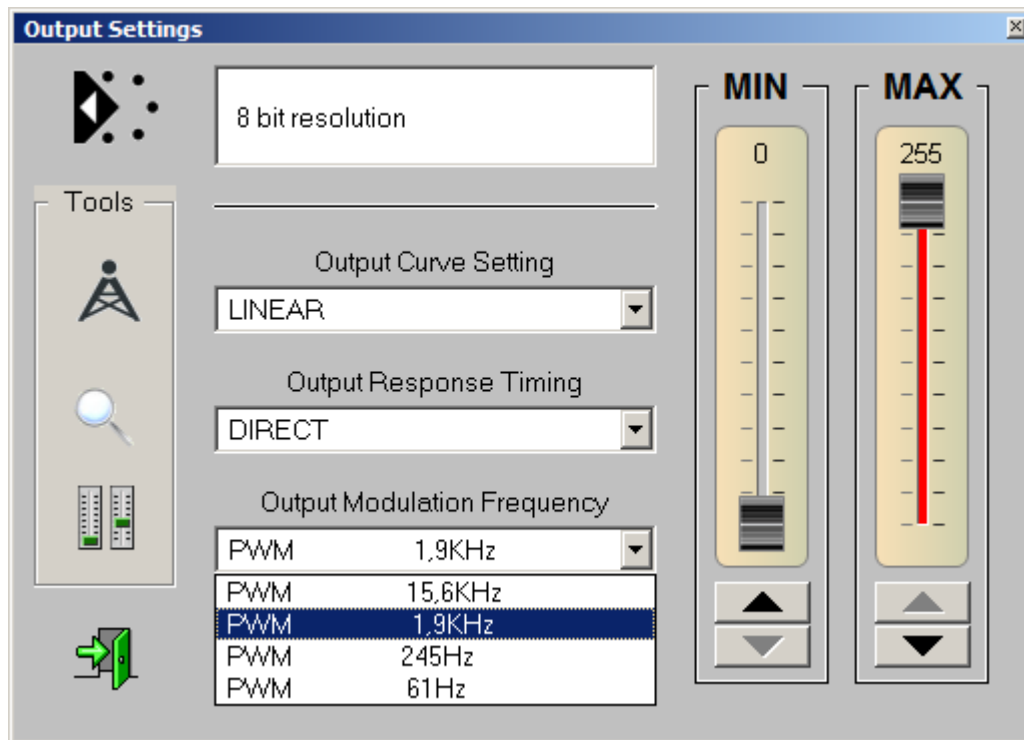 Output Settings
8 bit resolution
Tools
Output Curve Setting
LINEAR
Output Response Timing
DIRECT
Output Modulation Frequency
PWM 1,9KHz
PWM 15,6KHz
PWM 1,9KHz
PWM 245Hz
PWM 61Hz
MIN
0
MAX
255